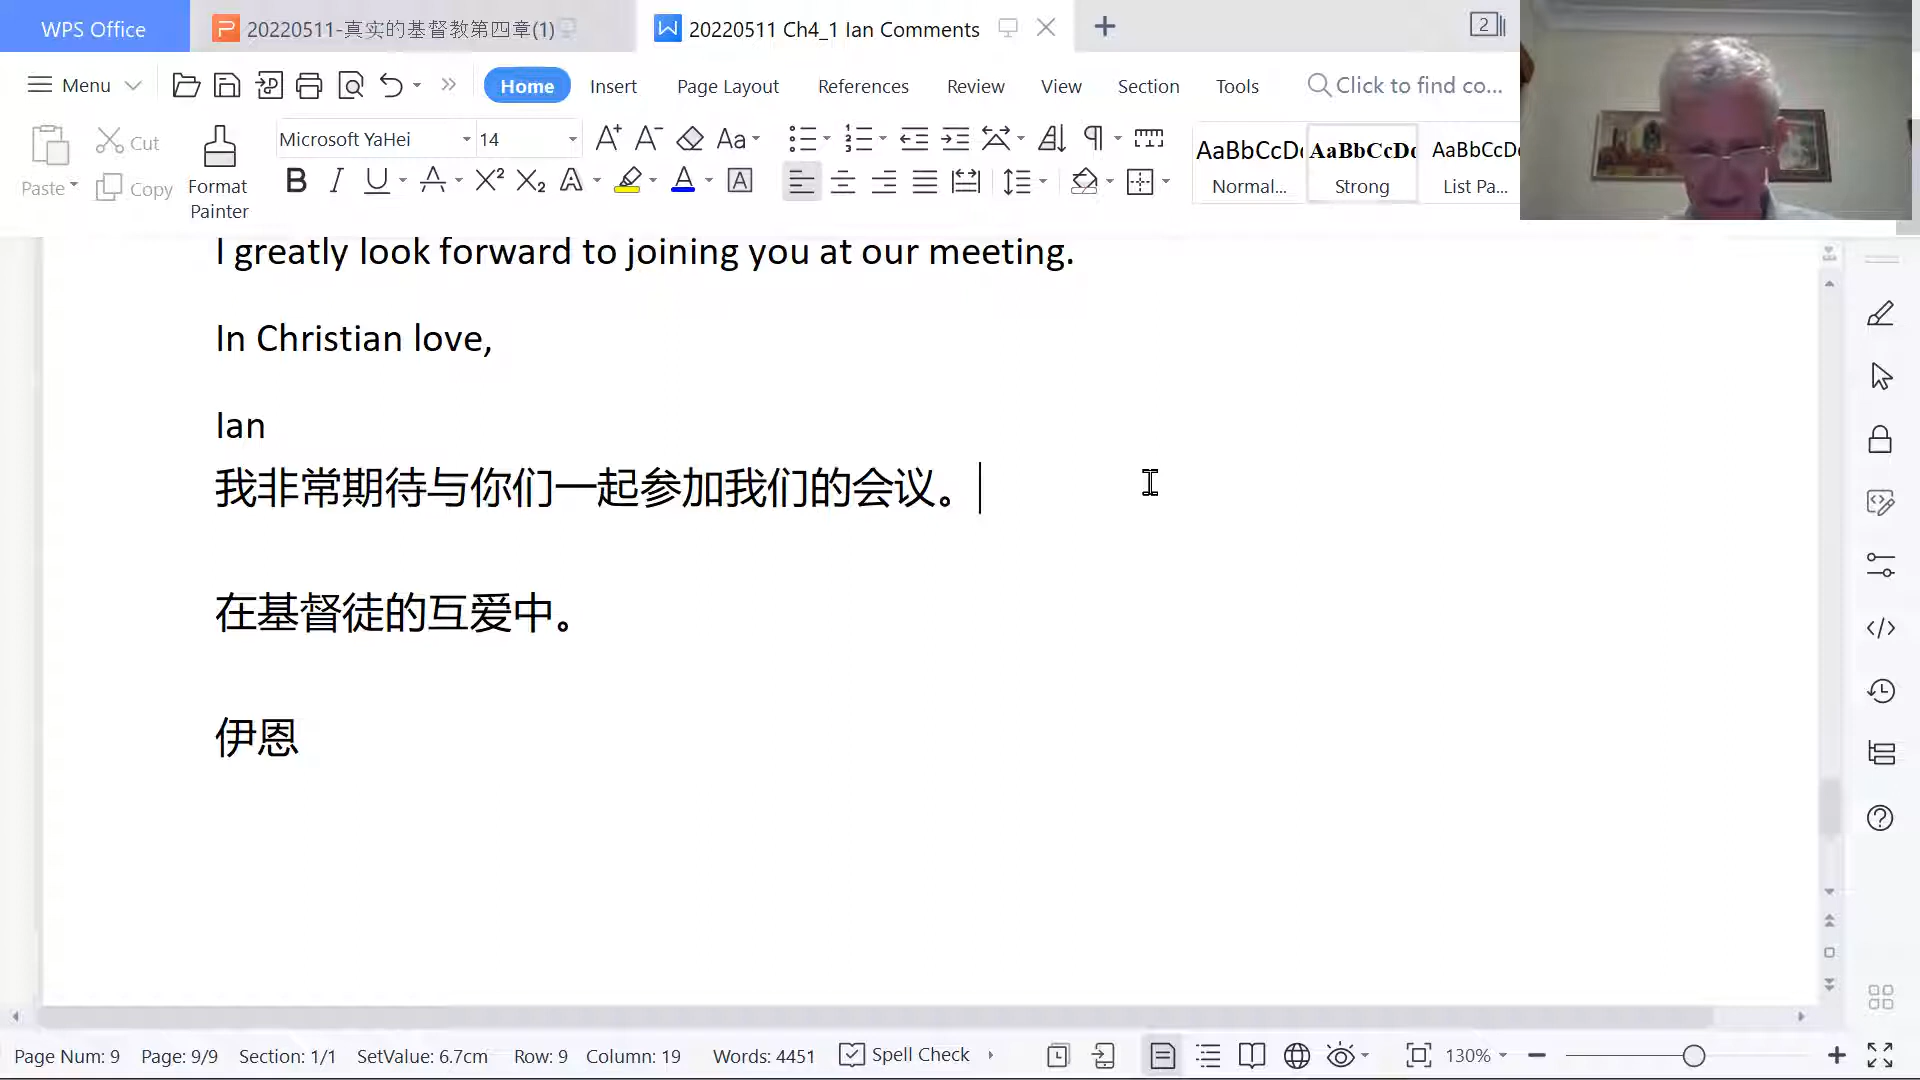 WPS Office
20220511-真实的基督教第四章(1)
20220511 Ch4_1 Ian Comments
2
Menu
Home
Insert
Page Layout
References
Review
View
Section
Tools
Click to find co...
Paste
Cut
Copy
Format
Painter
Microsoft YaHei
14
AaBbCcD
AaBbCcD
AaBbCcD
Normal...
Strong
List Pa...
I greatly look forward to joining you at our meeting.
In Christian love,
Ian
我非常期待与你们一起参加我们的会议。
在基督徒的互爱中。
伊恩
Page Num: 9
Page: 9/9
Section: 1/1
SetValue: 6.7cm
Row: 9
Column: 19
Words: 4451
Spell Check
130%